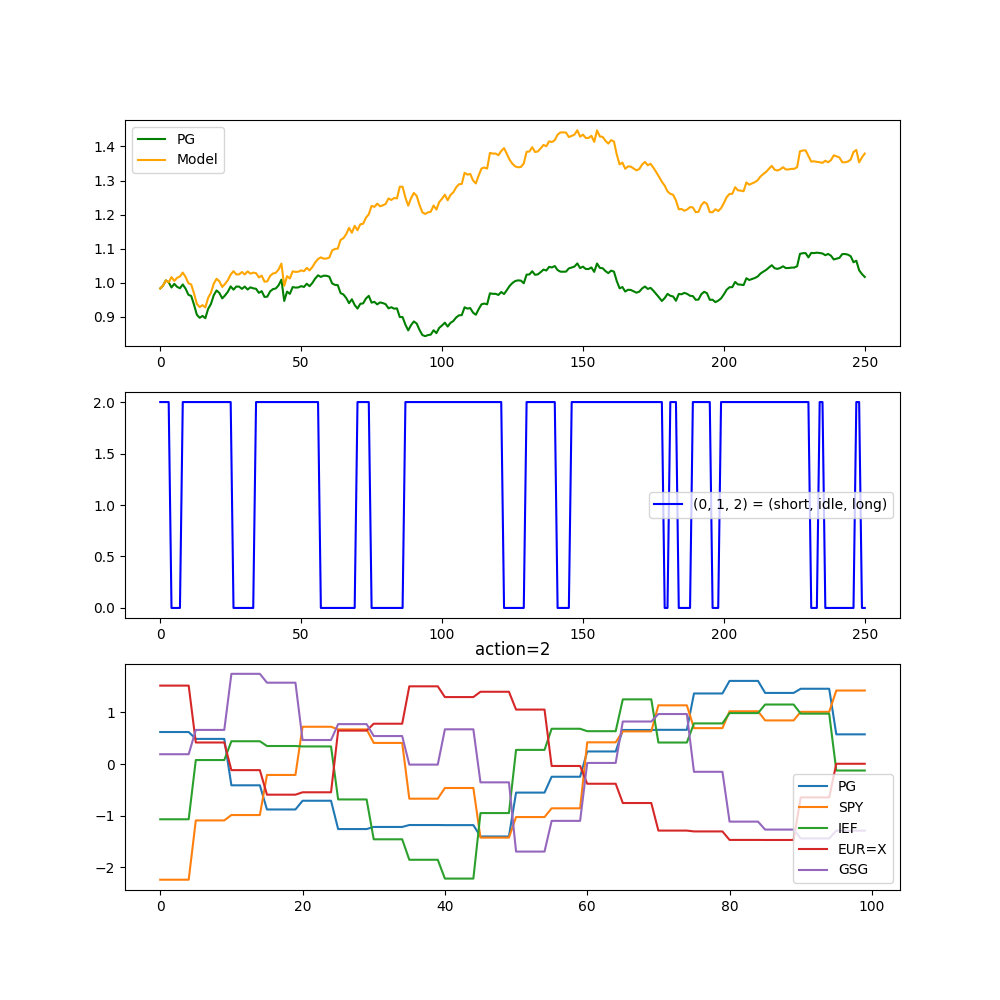 PG
Model
1.4
1.3
1.2
1.1
1.0
0.9
0 50 100 150 200 250
2.0
1.5
1.0
0.5
0.0
(0, 1, 2) = (short, idle, long)
0 50 100 150 200 250
action=2
1
0
−1
−2
PG
SPY
IEF
EUR=X
GSG
0 20 40 60 80 100